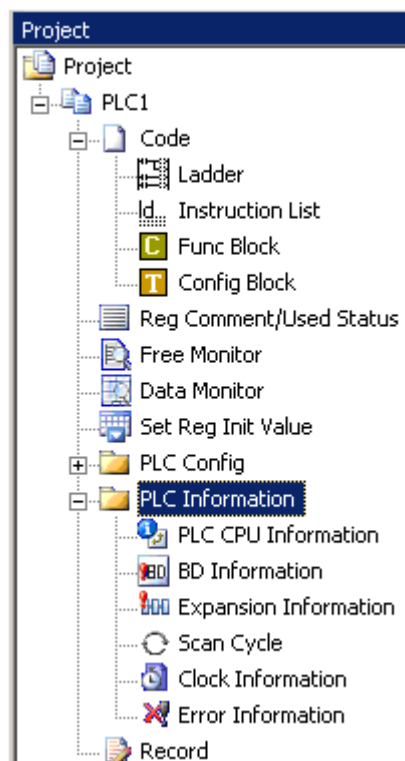 Project
Project
PLC1
Code
Ladder
ld... Instruction List
C Func Block
T Config Block
Reg Comment/Used Status
Free Monitor
Data Monitor
Set Reg Init Value
PLC Config
PLC Information
PLC CPU Information
BD BD Information
Expansion Information
Scan Cycle
Clock Information
Error Information
Record